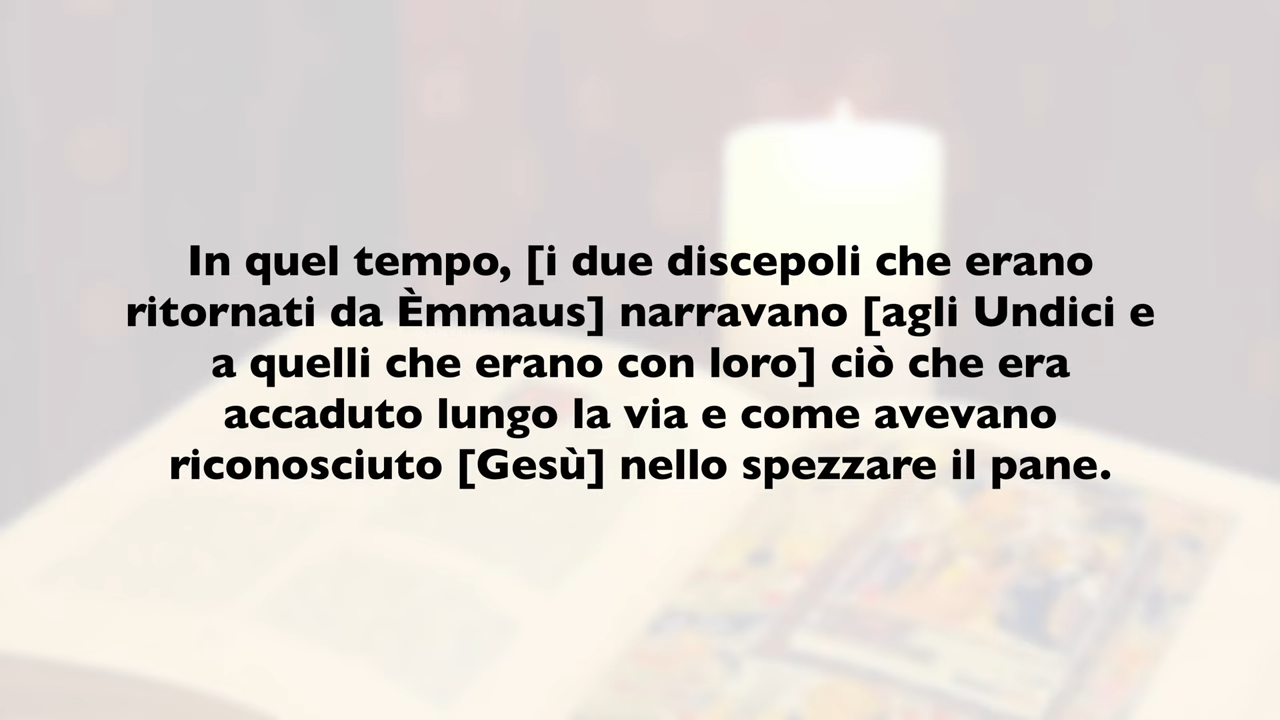 In quel tempo, [i due discepoli che erano
ritornati da Èmmaus] narravano [agli Undici e
a quelli che erano con loro] ciò che era
accaduto lungo la via e come avevano
riconosciuto [Gesù] nello spezzare il pane.